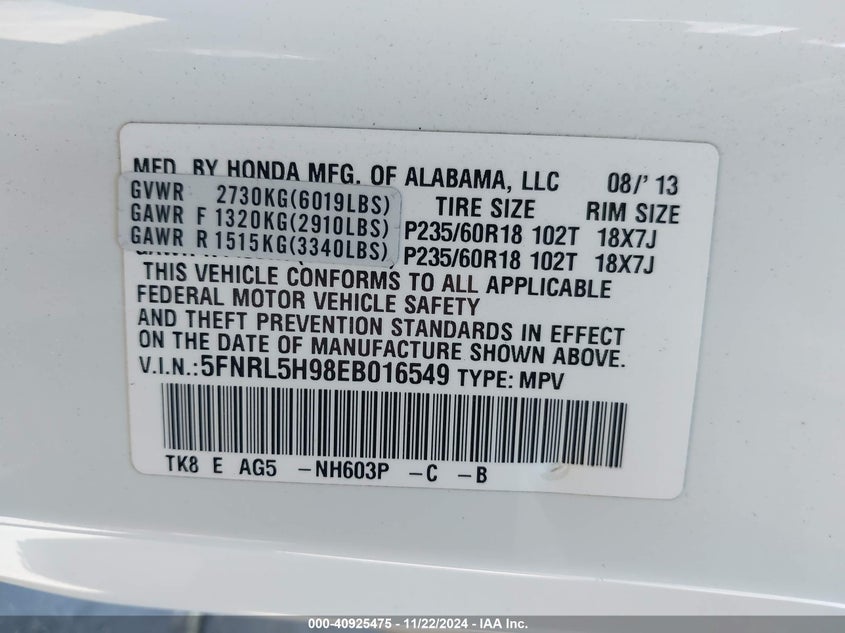 MFD. BY HONDA MFG. OF ALABAMA, LLC 08/' 13
GVWR 2730KG(6019LBS) TIRE SIZE RIM SIZE
GAWR F 1320KG(2910LBS) P235/60R18 102T 18X7J
GAWR R 1515KG(3340LBS) P235/60R18 102T 18X7J
THIS VEHICLE CONFORMS TO ALL APPLICABLE
FEDERAL MOTOR VEHICLE SAFETY
AND THEFT PREVENTION STANDARDS IN EFFECT
ON THE DATE OF MANUFACTURE SHOWN ABOVE.
V.I.N.:5FNRL5H98EB016549 TYPE: MPV
TK8 E AG5 -NH603P -C -B
000-40925475 - 11/22/2024 - IAA Inc.